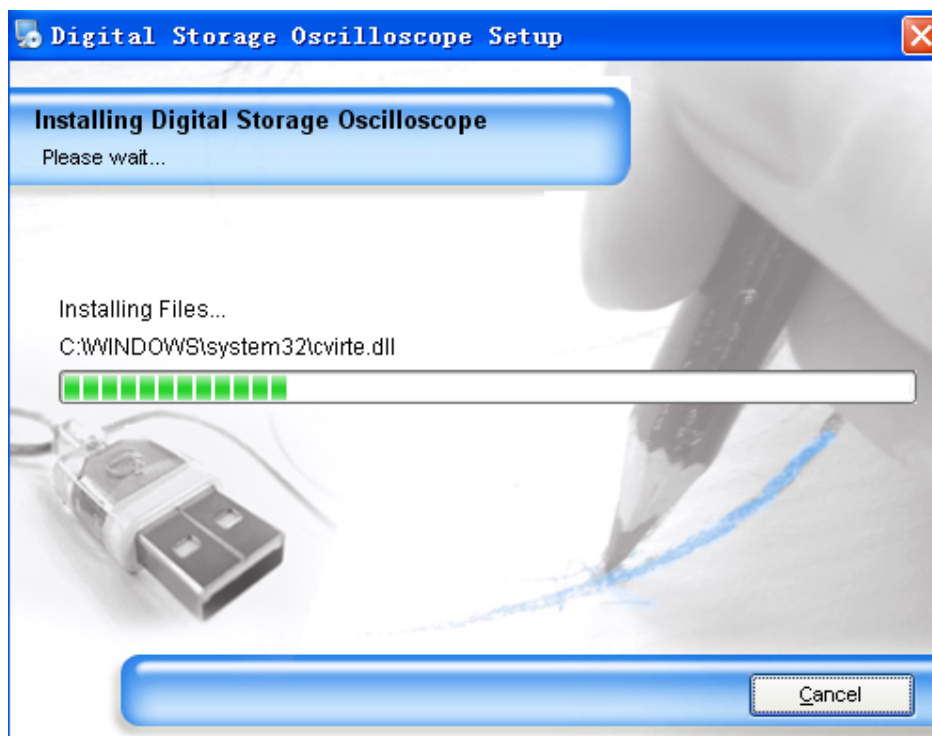 Digital Storage Oscilloscope Setup
Installing Digital Storage Oscilloscope
Please wait...
Installing Files...
C:\WINDOWS\system32\cvirte.dll
Cancel